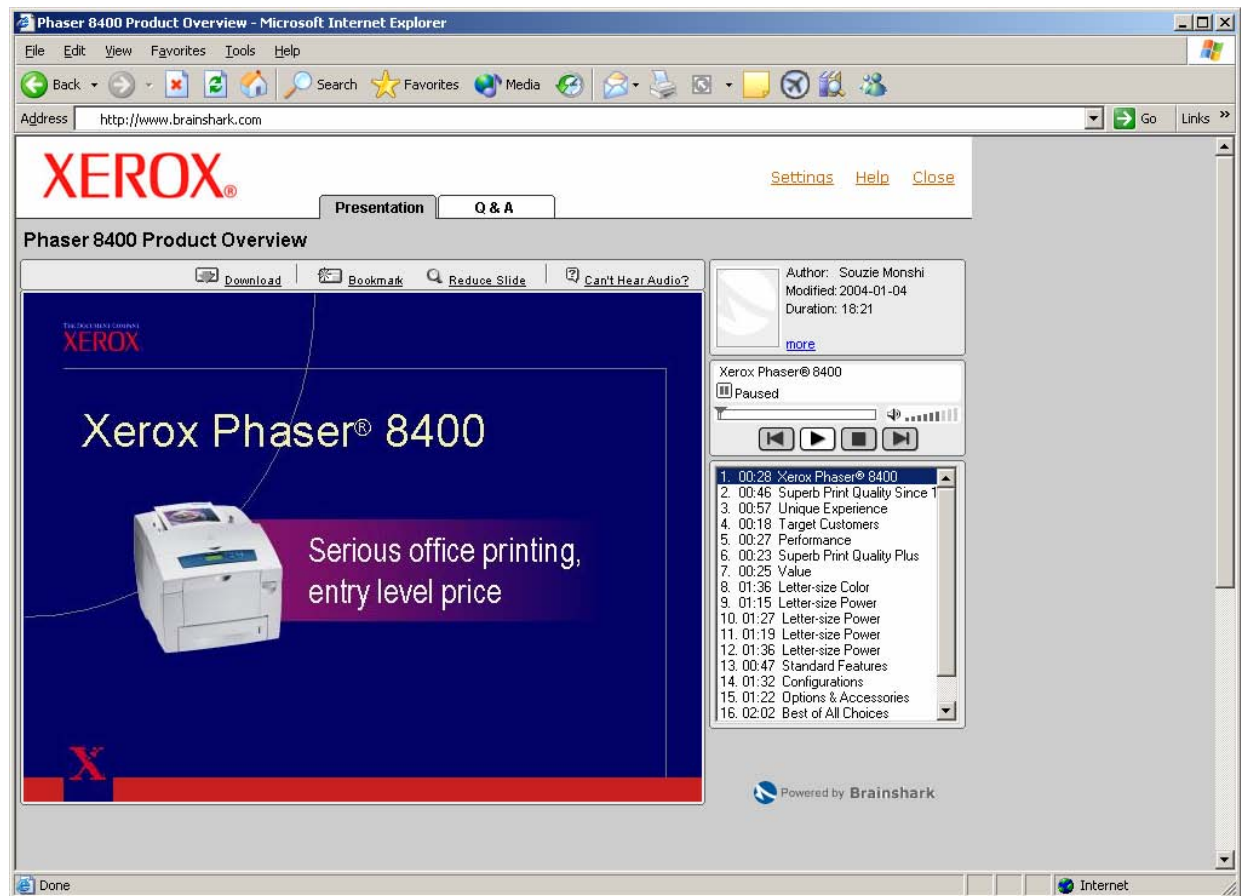 Phaser 8400 Product Overview - Microsoft Internet Explorer
File Edit View Favorites Tools Help
Back Search Favorites Media
Address http://www.brainshark.com Go Links »
XEROX®
Settings Help Close
Presentation Q & A
Phaser 8400 Product Overview
Download Bookmark Reduce Slide Can't Hear Audio?
THE DOCUMENT COMPANY
XEROX
Xerox Phaser® 8400
Serious office printing,
entry level price
X
Author: Souzie Monshi
Modified: 2004-01-04
Duration: 18:21
more
Xerox Phaser® 8400
Paused
1. 00:28 Xerox Phaser® 8400
2. 00:46 Superb Print Quality Since 1
3. 00:57 Unique Experience
4. 00:18 Target Customers
5. 00:27 Performance
6. 00:23 Superb Print Quality Plus
7. 00:25 Value
8. 01:36 Letter-size Color
9. 01:15 Letter-size Power
10. 01:27 Letter-size Power
11. 01:19 Letter-size Power
12. 01:36 Letter-size Power
13. 00:47 Standard Features
14. 01:32 Configurations
15. 01:22 Options & Accessories
16. 02:02 Best of All Choices
Powered by Brainshark
Done Internet